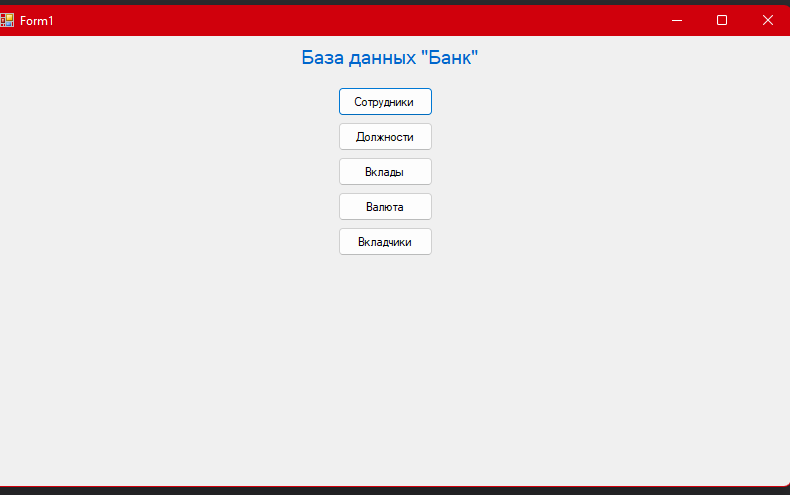 Form1
База данных "Банк"
Сотрудники
Должности
Вклады
Валюта
Вкладчики